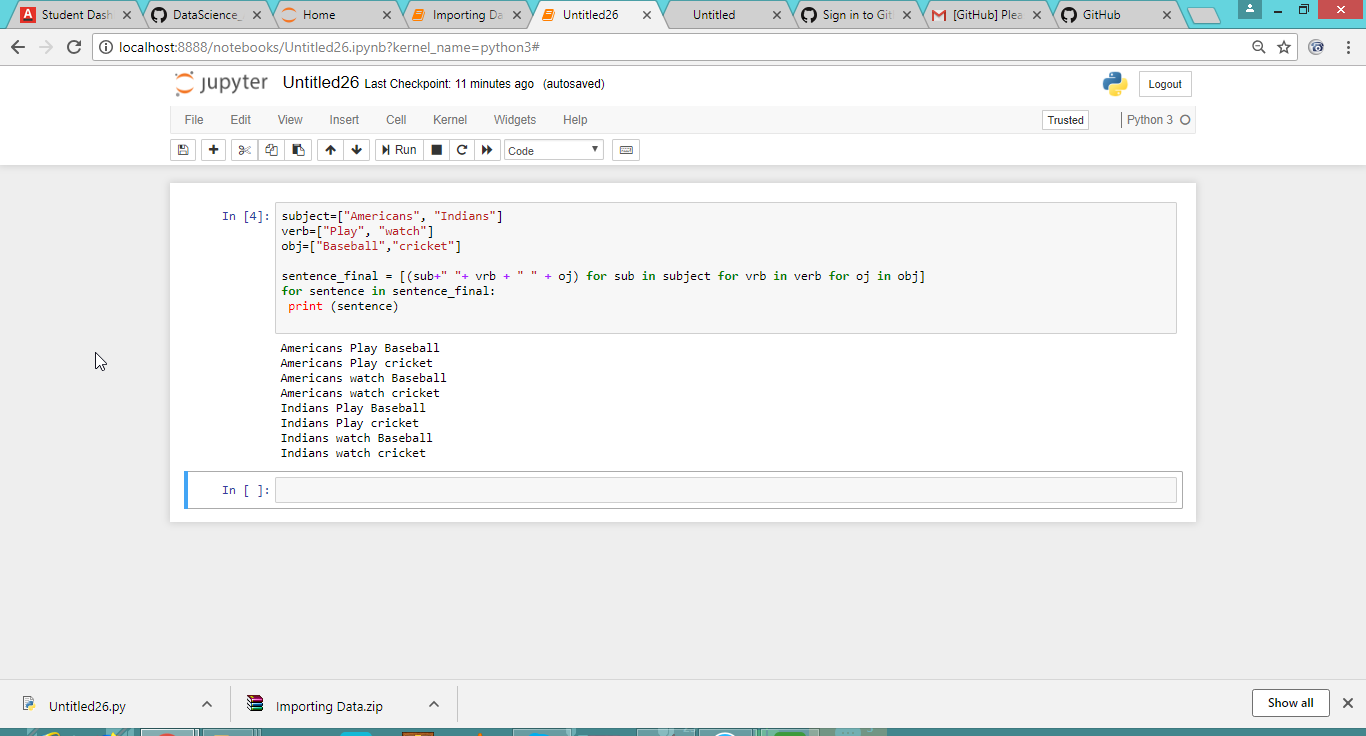 Student Dash DataScience_ Home Importing Da Untitled26 Untitled Sign in to Git [GitHub] Plea GitHub
localhost:8888/notebooks/Untitled26.ipynb?kernel_name=python3#
jupyter Untitled26 Last Checkpoint: 11 minutes ago (autosaved) Logout
File Edit View Insert Cell Kernel Widgets Help Trusted Python 3
Run Code
In [4]: subject=["Americans", "Indians"]
verb=["Play", "watch"]
obj=["Baseball","cricket"]
sentence_final = [(sub+" "+ vrb + " " + oj) for sub in subject for vrb in verb for oj in obj]
for sentence in sentence_final:
 print (sentence)
Americans Play Baseball
Americans Play cricket
Americans watch Baseball
Americans watch cricket
Indians Play Baseball
Indians Play cricket
Indians watch Baseball
Indians watch cricket
In [ ]:
Untitled26.py Importing Data.zip Show all